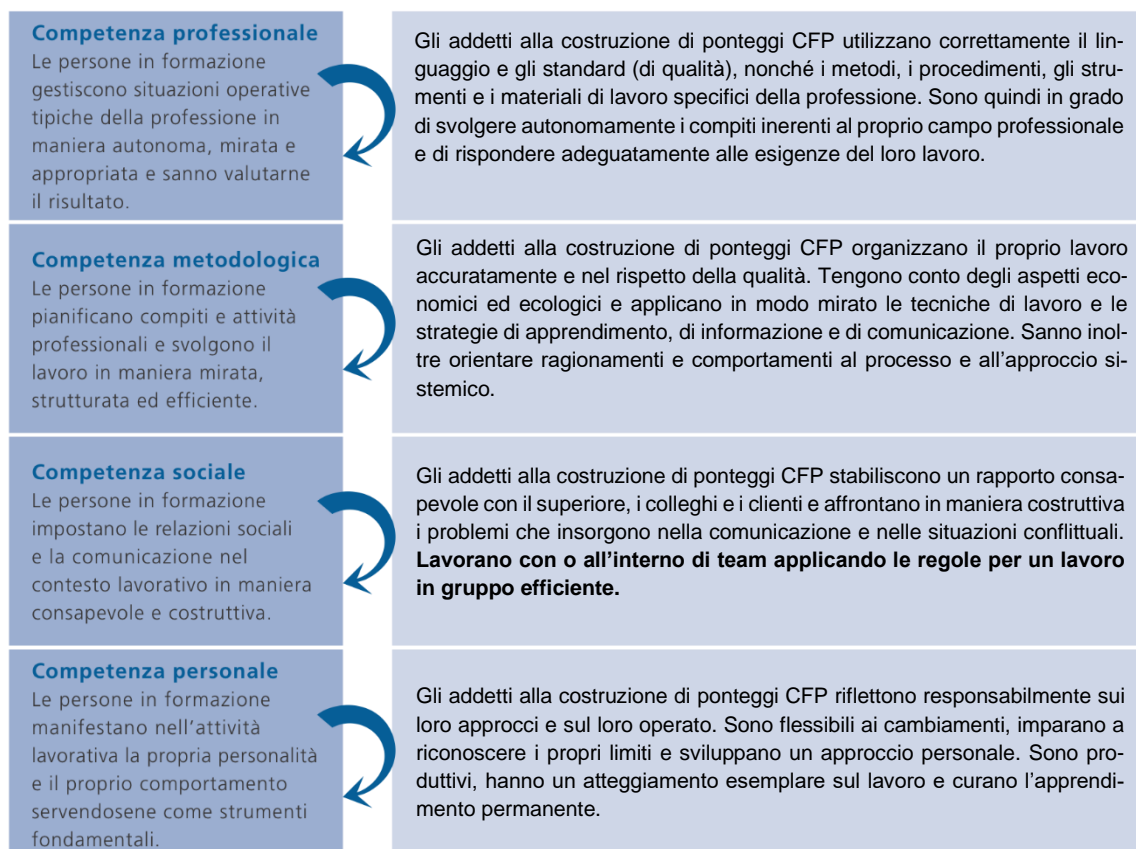 Competenza professionale
Le persone in formazione
gestiscono situazioni operative
tipiche della professione in
maniera autonoma, mirata e
appropriata e sanno valutarne
il risultato.
Gli addetti alla costruzione di ponteggi CFP utilizzano correttamente il lin-
guaggio e gli standard (di qualità), nonché i metodi, i procedimenti, gli stru-
menti e i materiali di lavoro specifici della professione. Sono quindi in grado
di svolgere autonomamente i compiti inerenti al proprio campo professionale
e di rispondere adeguatamente alle esigenze del loro lavoro.
Competenza metodologica
Le persone in formazione
pianificano compiti e attività
professionali e svolgono il
lavoro in maniera mirata,
strutturata ed efficiente.
Gli addetti alla costruzione di ponteggi CFP organizzano il proprio lavoro
accuratamente e nel rispetto della qualità. Tengono conto degli aspetti eco-
nomici ed ecologici e applicano in modo mirato le tecniche di lavoro e le
strategie di apprendimento, di informazione e di comunicazione. Sanno inol-
tre orientare ragionamenti e comportamenti al processo e all'approccio si-
stemico.
Competenza sociale
Le persone in formazione
impostano le relazioni sociali
e la comunicazione nel
contesto lavorativo in maniera
consapevole e costruttiva.
Gli addetti alla costruzione di ponteggi CFP stabiliscono un rapporto consa-
pevole con il superiore, i colleghi e i clienti e affrontano in maniera costruttiva
i problemi che insorgono nella comunicazione e nelle situazioni conflittuali.
Lavorano con o all'interno di team applicando le regole per un lavoro
in gruppo efficiente.
Competenza personale
Le persone in formazione
manifestano nell'attività
lavorativa la propria personalità
e il proprio comportamento
servendosene come strumenti
fondamentali.
Gli addetti alla costruzione di ponteggi CFP riflettono responsabilmente sui
loro approcci e sul loro operato. Sono flessibili ai cambiamenti, imparano a
riconoscere i propri limiti e sviluppano un approccio personale. Sono pro-
duttivi, hanno un atteggiamento esemplare sul lavoro e curano l'apprendi-
mento permanente.